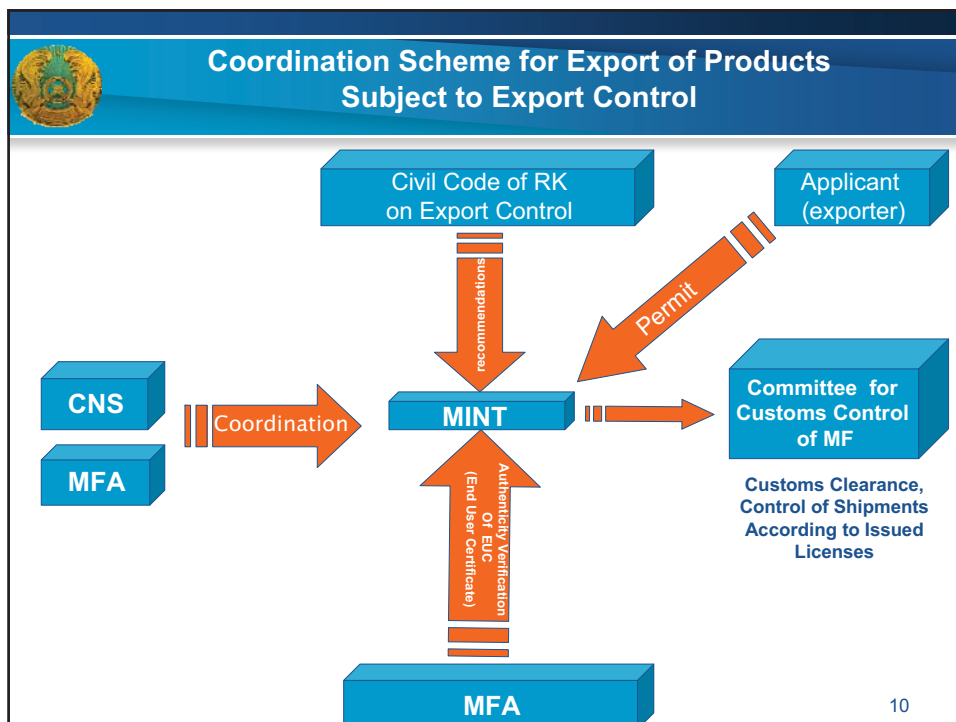 Coordination Scheme for Export of Products
Subject to Export Control
Civil Code of RK
on Export Control
Applicant
(exporter)
recommendations
Permit
CNS
MFA
Coordination
MINT
Committee for
Customs Control
of MF
Customs Clearance,
Control of Shipments
According to Issued
Licenses
Authenticity Verification
Of EUC
(End User Certificate)
MFA
10